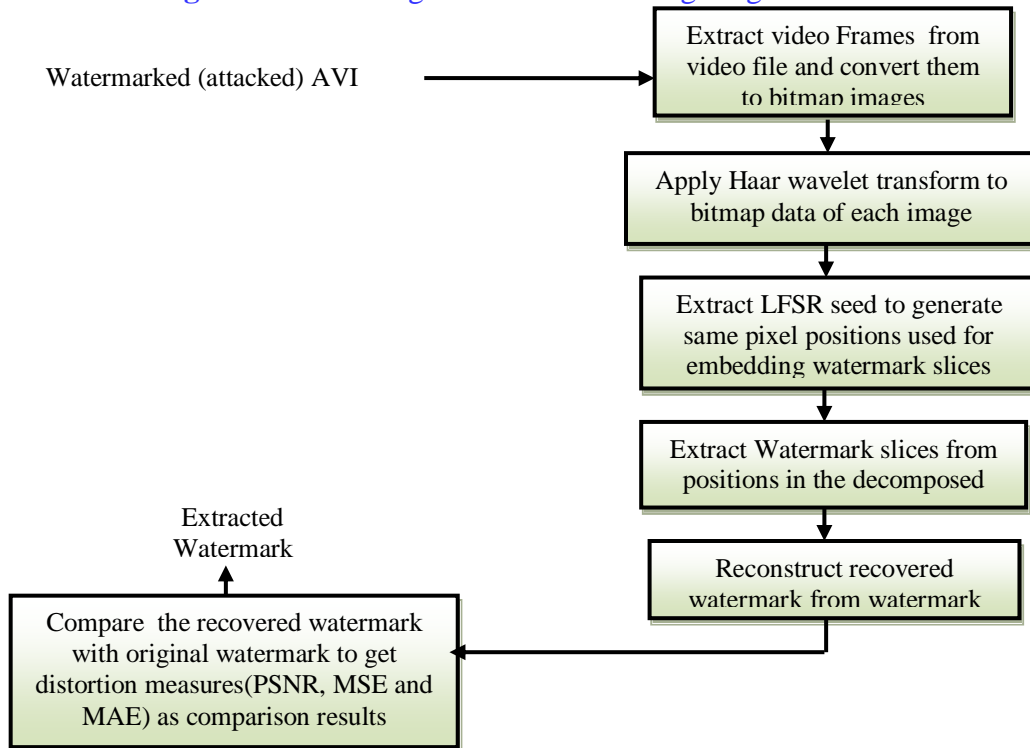 Extract video Frames from
video file and convert them
to bitmap images
Watermarked (attacked) AVI
Apply Haar wavelet transform to
bitmap data of each image
Extract LFSR seed to generate
same pixel positions used for
embedding watermark slices
Extract Watermark slices from
positions in the decomposed
Reconstruct recovered
watermark from watermark
Extracted
Watermark
Compare the recovered watermark
with original watermark to get
distortion measures(PSNR, MSE and
MAE) as comparison results